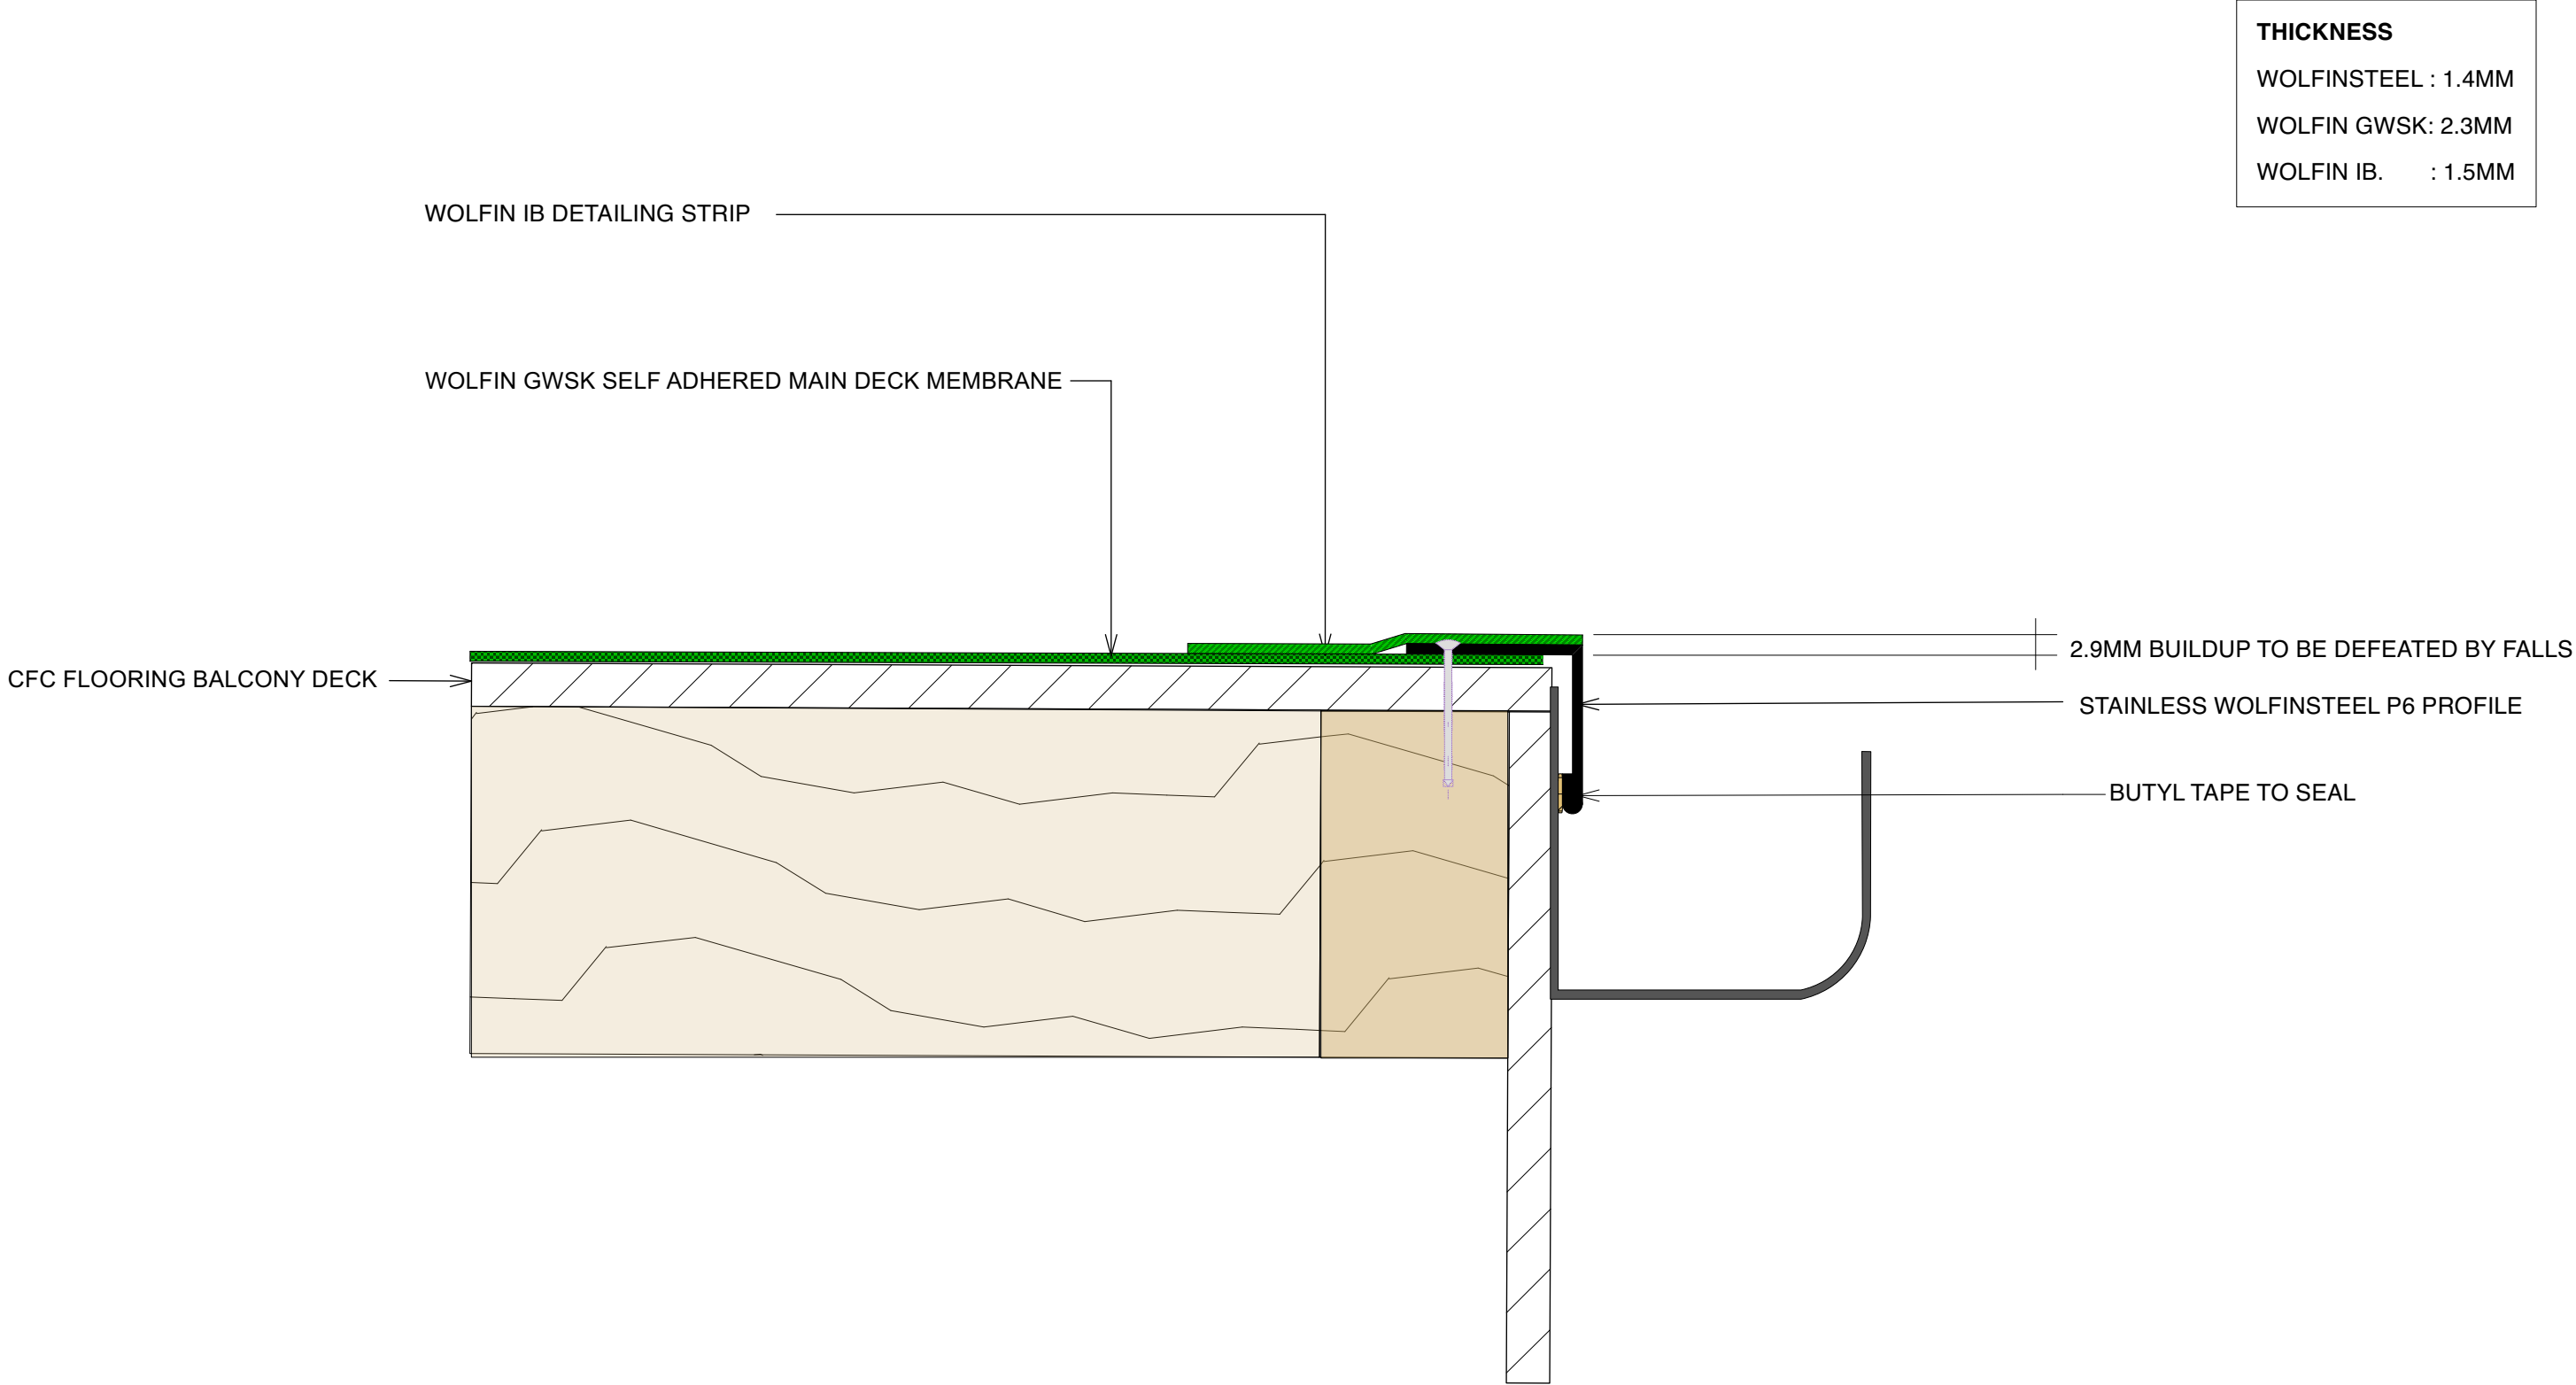 THICKNESS
WOLFINSTEEL : 1.4MM
WOLFIN GWSK: 2.3MM
WOLFIN IB. : 1.5MM
WOLFIN IB DETAILING STRIP
WOLFIN GWSK SELF ADHERED MAIN DECK MEMBRANE
2.9MM BUILDUP TO BE DEFEATED BY FALLS
CFC FLOORING BALCONY DECK
STAINLESS WOLFINSTEEL P6 PROFILE
BUTYL TAPE TO SEAL